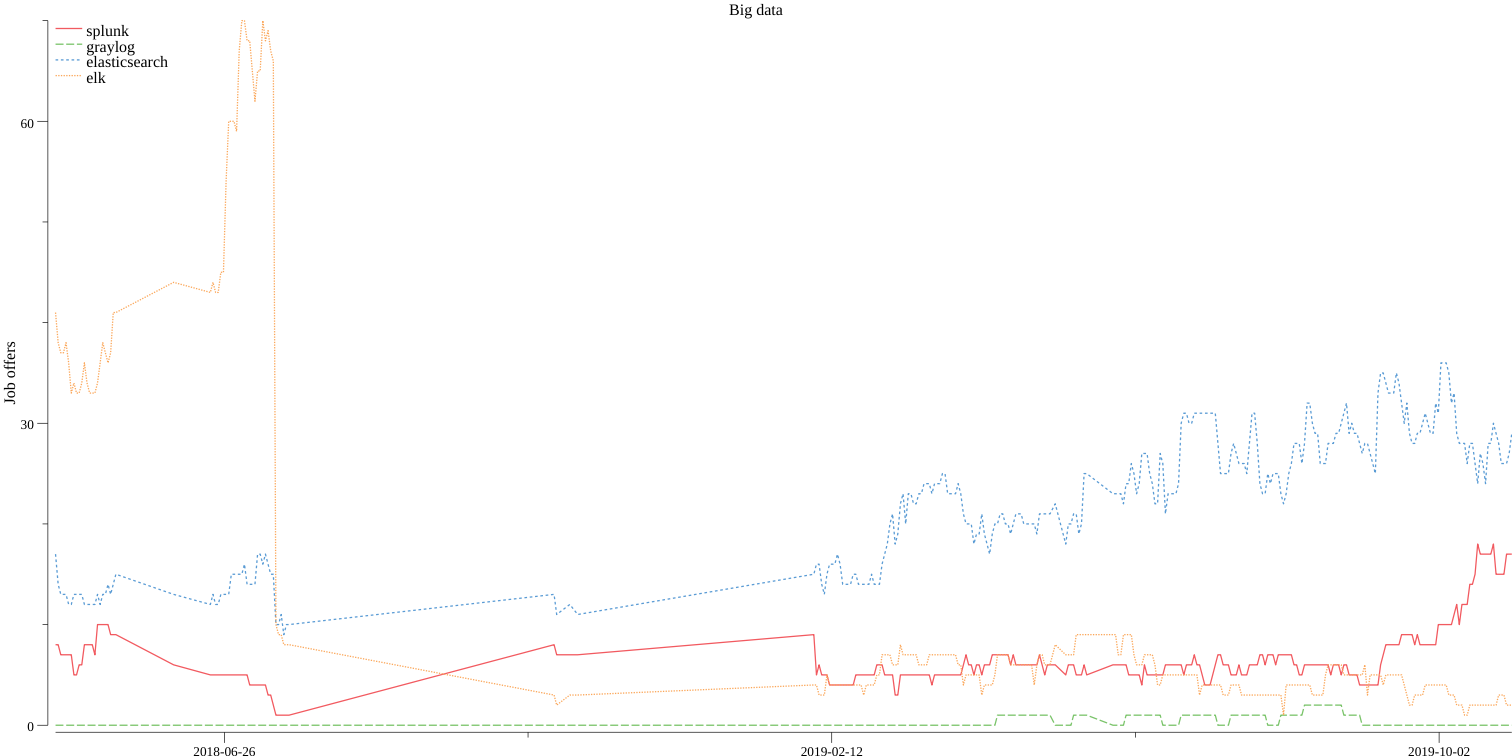 Big data
splunk
graylog
elasticsearch
elk
60
Job offers
30
0
2018-06-26
2019-02-12
2019-10-02